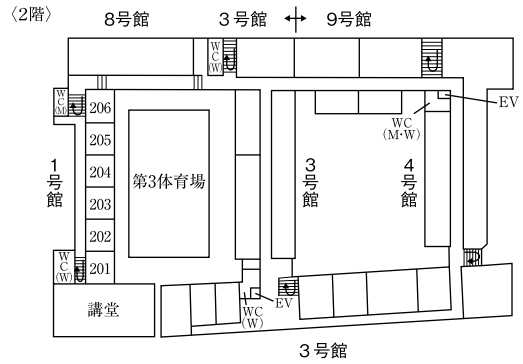 〈2階〉
8号館
3号館
9号館
WC
(W)
WC
(M)
EV
WC
(M・W)
206
205
204
203
202
201
第3体育場
1号館
3号館
4号館
WC
(W)
講堂
WC
(W)
EV
3号館